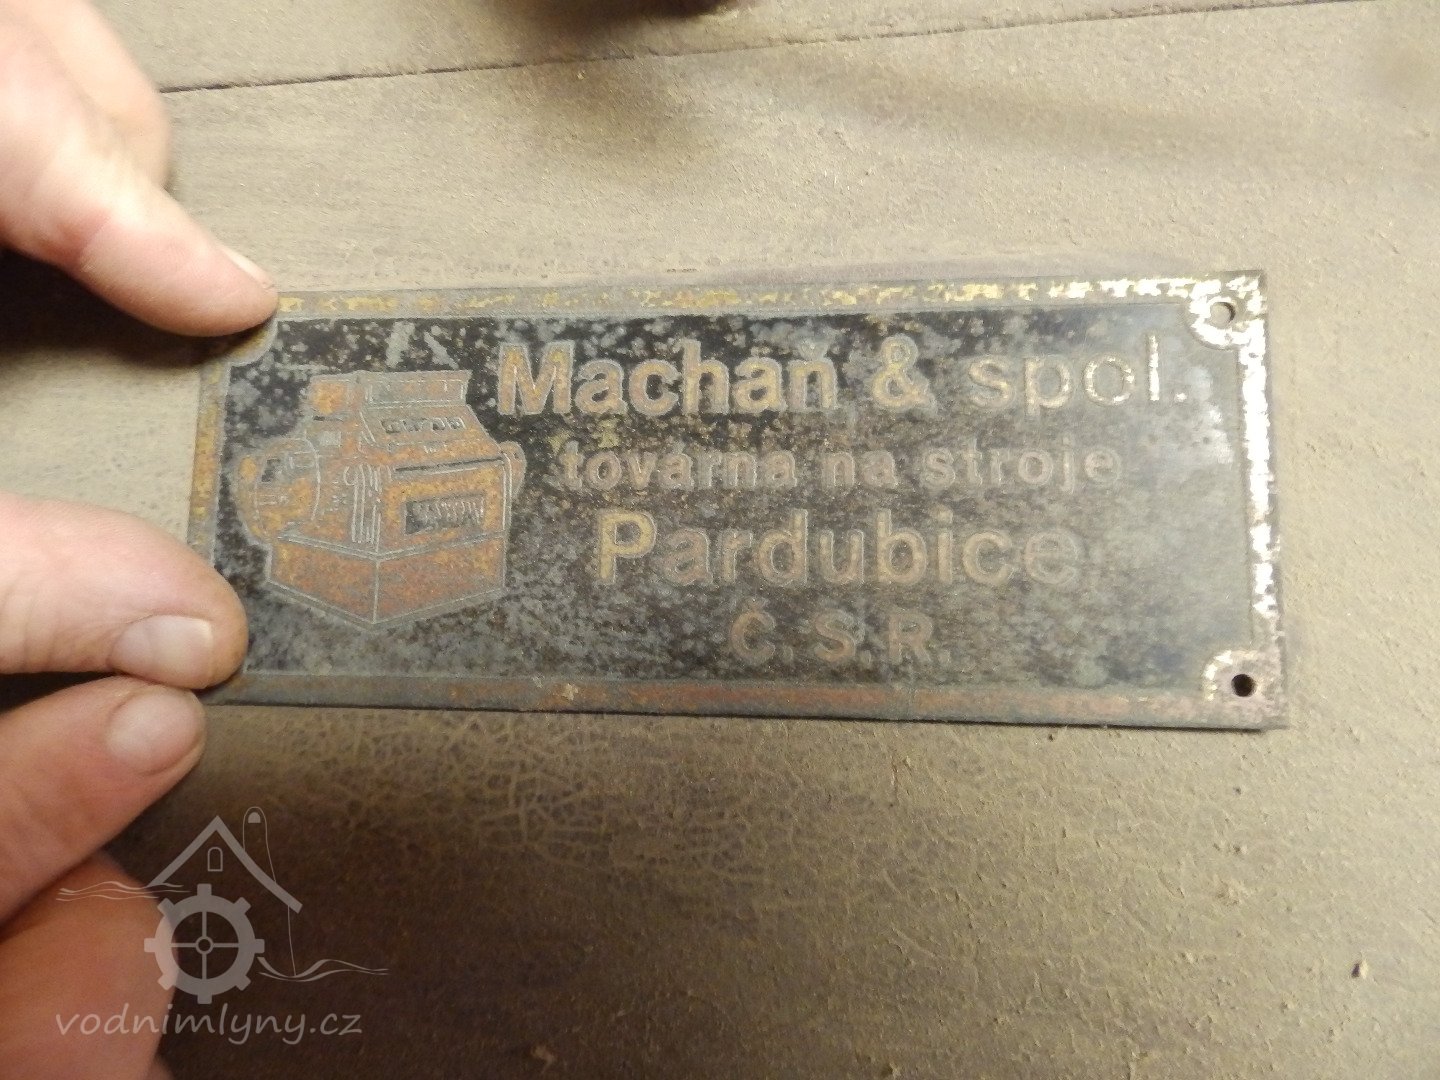 Machaň & spol.
továrna na stroje
Pardubice
Č. S. R.
vodnimlyny.cz